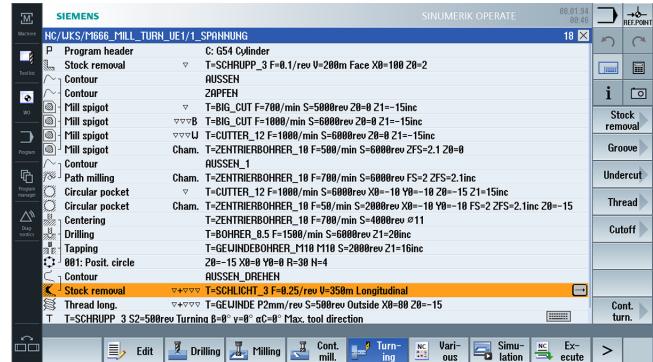 SIEMENS
SINUMERIK OPERATE
08.01.94
00:46
REF.POINT
NC/WKS/M666_MILL_TURN_UE1/1_SPANNUNG 18
P Program header C: G54 Cylinder
Stock removal ▽ T=SCHRUPP_3 F=0.1/rev V=200m Face X0=100 Z0=2
Contour AUSSEN
Contour ZAPFEN
Mill spigot ▽ T=BIG_CUT F=700/min S=5000rev Z0=0 Z1=-15inc
Mill spigot ▽▽▽B T=BIG_CUT F=1000/min S=6000rev Z0=0 Z1=-15inc
Mill spigot ▽▽▽W T=CUTTER_12 F=1000/min S=6000rev Z0=0 Z1=-15inc
Mill spigot Cham. T=ZENTRIERBOHRER_10 F=500/min S=6000rev ZFS=2.1 Z0=0
Contour AUSSEN_1
Path milling Cham. T=ZENTRIERBOHRER_10 F=700/min S=6000rev FS=2 ZFS=2.1inc
Circular pocket ▽ T=CUTTER_12 F=1000/min S=6000rev X0=-10 Y0=-10 Z0=-15 Z1=15inc
Circular pocket Cham. T=ZENTRIERBOHRER_10 F=50/min S=2000rev X0=-10 Y0=-10 FS=2 ZFS=2.1inc Z0=-15
Centering T=ZENTRIERBOHRER_10 F=700/min S=4000rev ø11
Drilling T=BOHRER_8.5 F=1500/min S=6000rev Z1=20inc
Tapping T=GEWINDEBOHRER_M10 M10 S=2000rev Z1=16inc
001: Posit. circle Z0=-15 X0=0 Y0=0 R=30 N=4
Contour AUSSEN_DREHEN
Stock removal ▽+▽▽▽ T=SCHLICHT_3 F=0.25/rev V=350m Longitudinal
Thread long. ▽+▽▽▽ T=GEWINDE P2mm/rev S=500rev Outside X0=80 Z0=-15
T T=SCHRUPP_3 S2=500rev Turning β=0° γ=0° αC=0° Max. tool direction
Machine
Tool list
WO
Program
Program manager
Diag nostics
Stock removal
Groove
Undercut
Thread
Cutoff
Cont. turn.
Edit
Drilling
Milling
Cont. mill.
Turn- ing
NC Vari- ous
Simu- lation
NC Ex- ecute
>